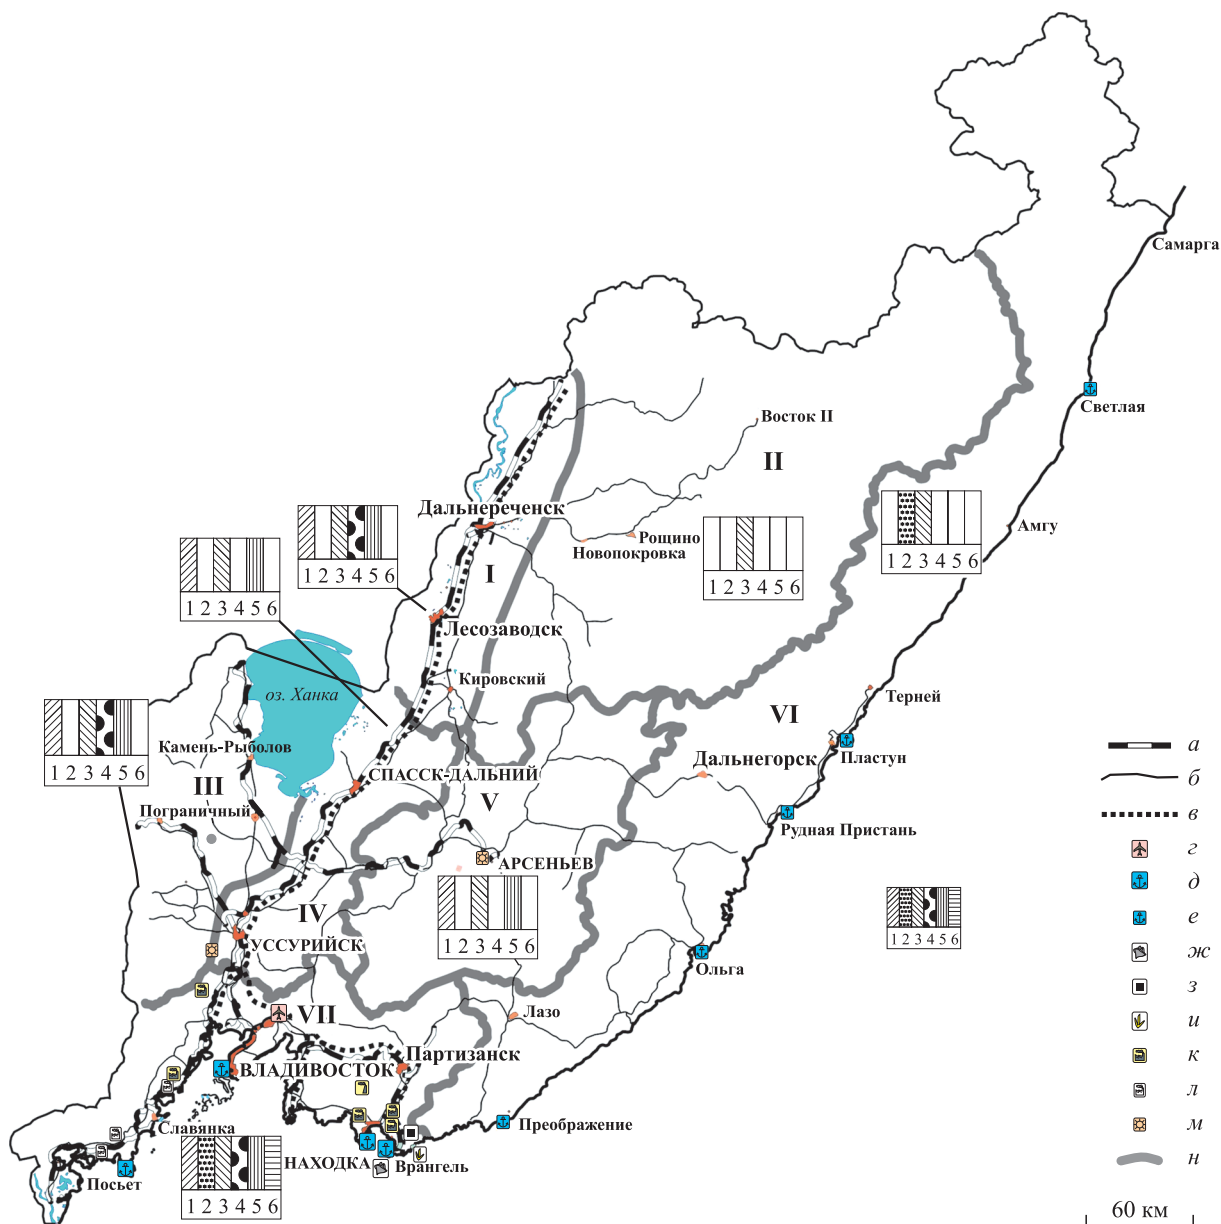 Самарга
Светлая
Восток II
II
Дальнереченск
Рощино
Новопокровка
Амгу
1 2 3 4 5 6
1 2 3 4 5 6
1 2 3 4 5 6
I
1 2 3 4 5 6
Лесозаводск
Кировский
оз. Ханка
Терней
VI
Камень-Рыболов
Дальнегорск
Пластун
1 2 3 4 5 6
СПАССК-ДАЛЬНИЙ
III
V
Пограничный
Рудная Пристань
АРСЕНЬЕВ
IV
1 2 3 4 5 6
1 2 3 4 5 6
УССУРИЙСК
Ольга
VII
Лазо
Партизанск
ВЛАДИВОСТОК
Славянка
Преображение
НАХОДКА
Врангель
Посьет
1 2 3 4 5 6
а
б
в
г
д
е
ж
з
и
к
л
м
н
60 км